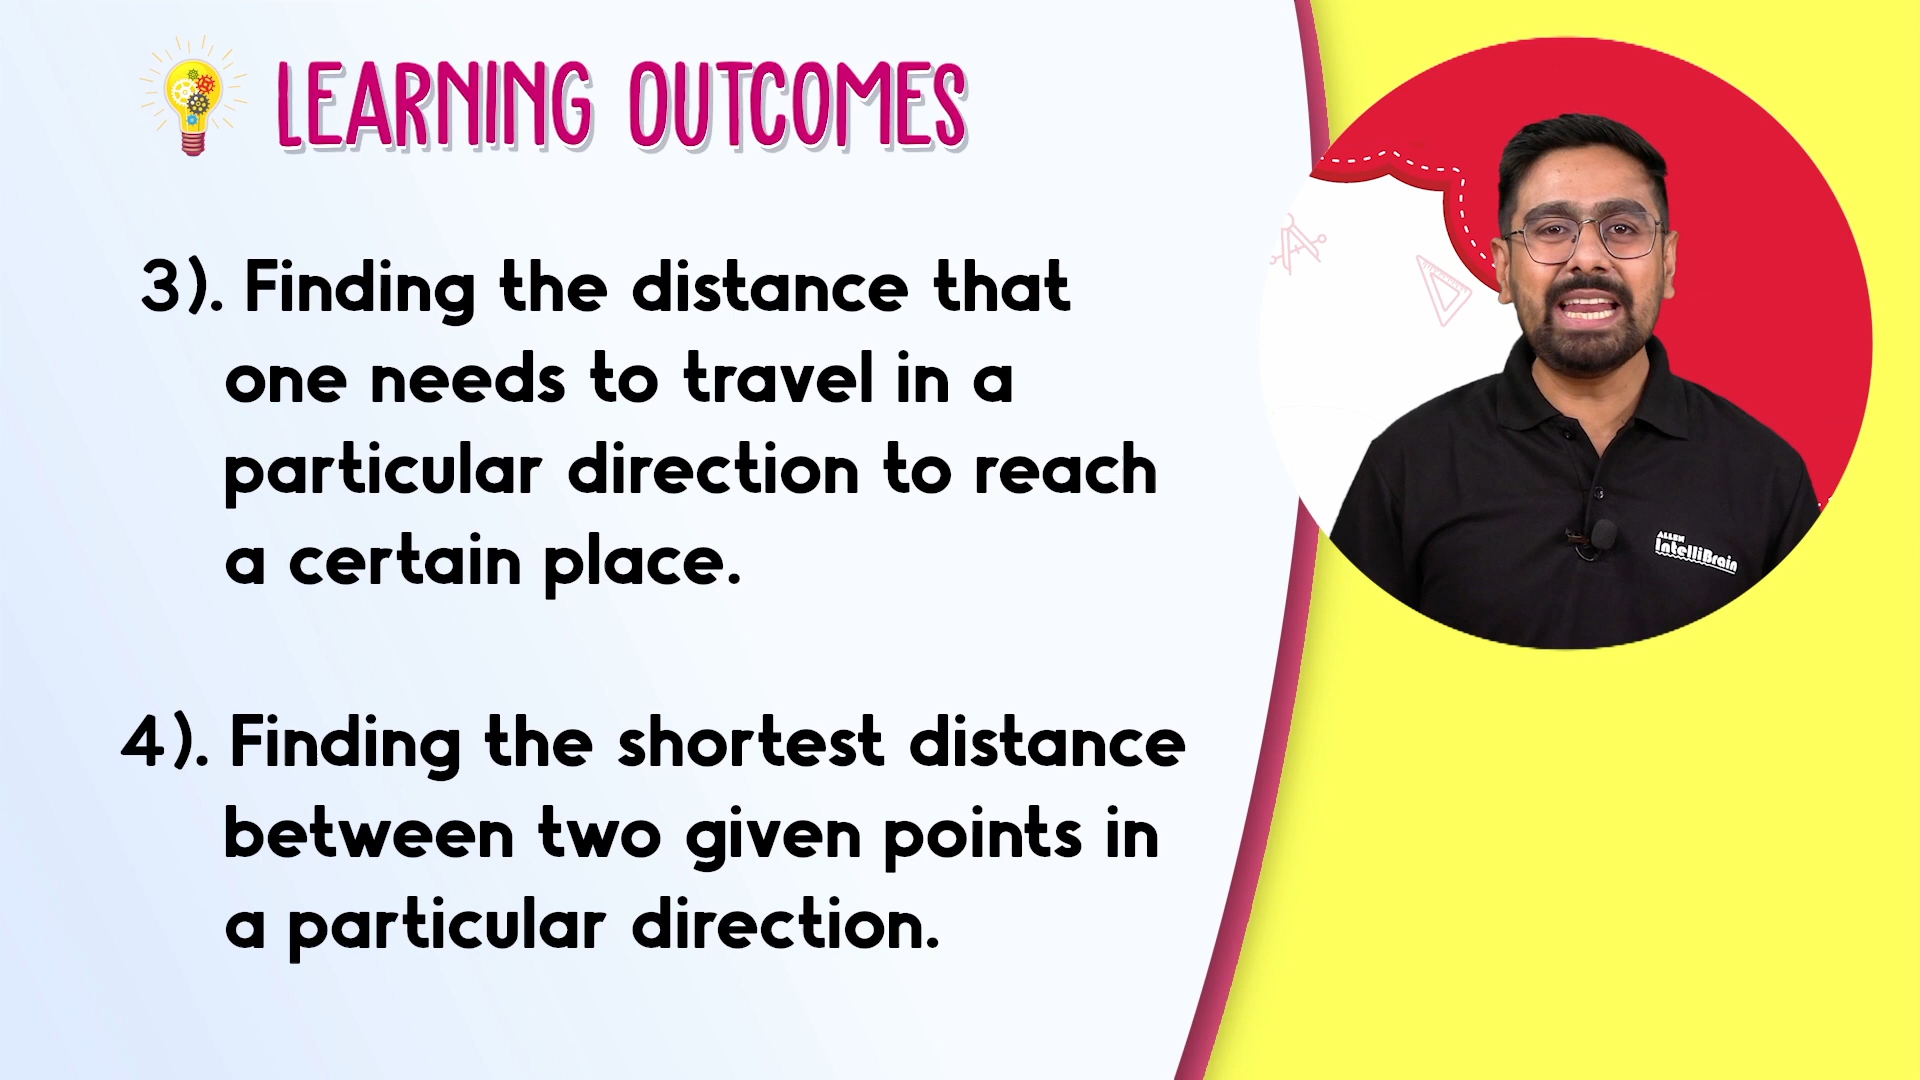 LEARNING OUTCOMES
3). Finding the distance that
one needs to travel in a
particular direction to reach
a certain place.
4). Finding the shortest distance
between two given points in
a particular direction.
ALLEN
IntelliBrain